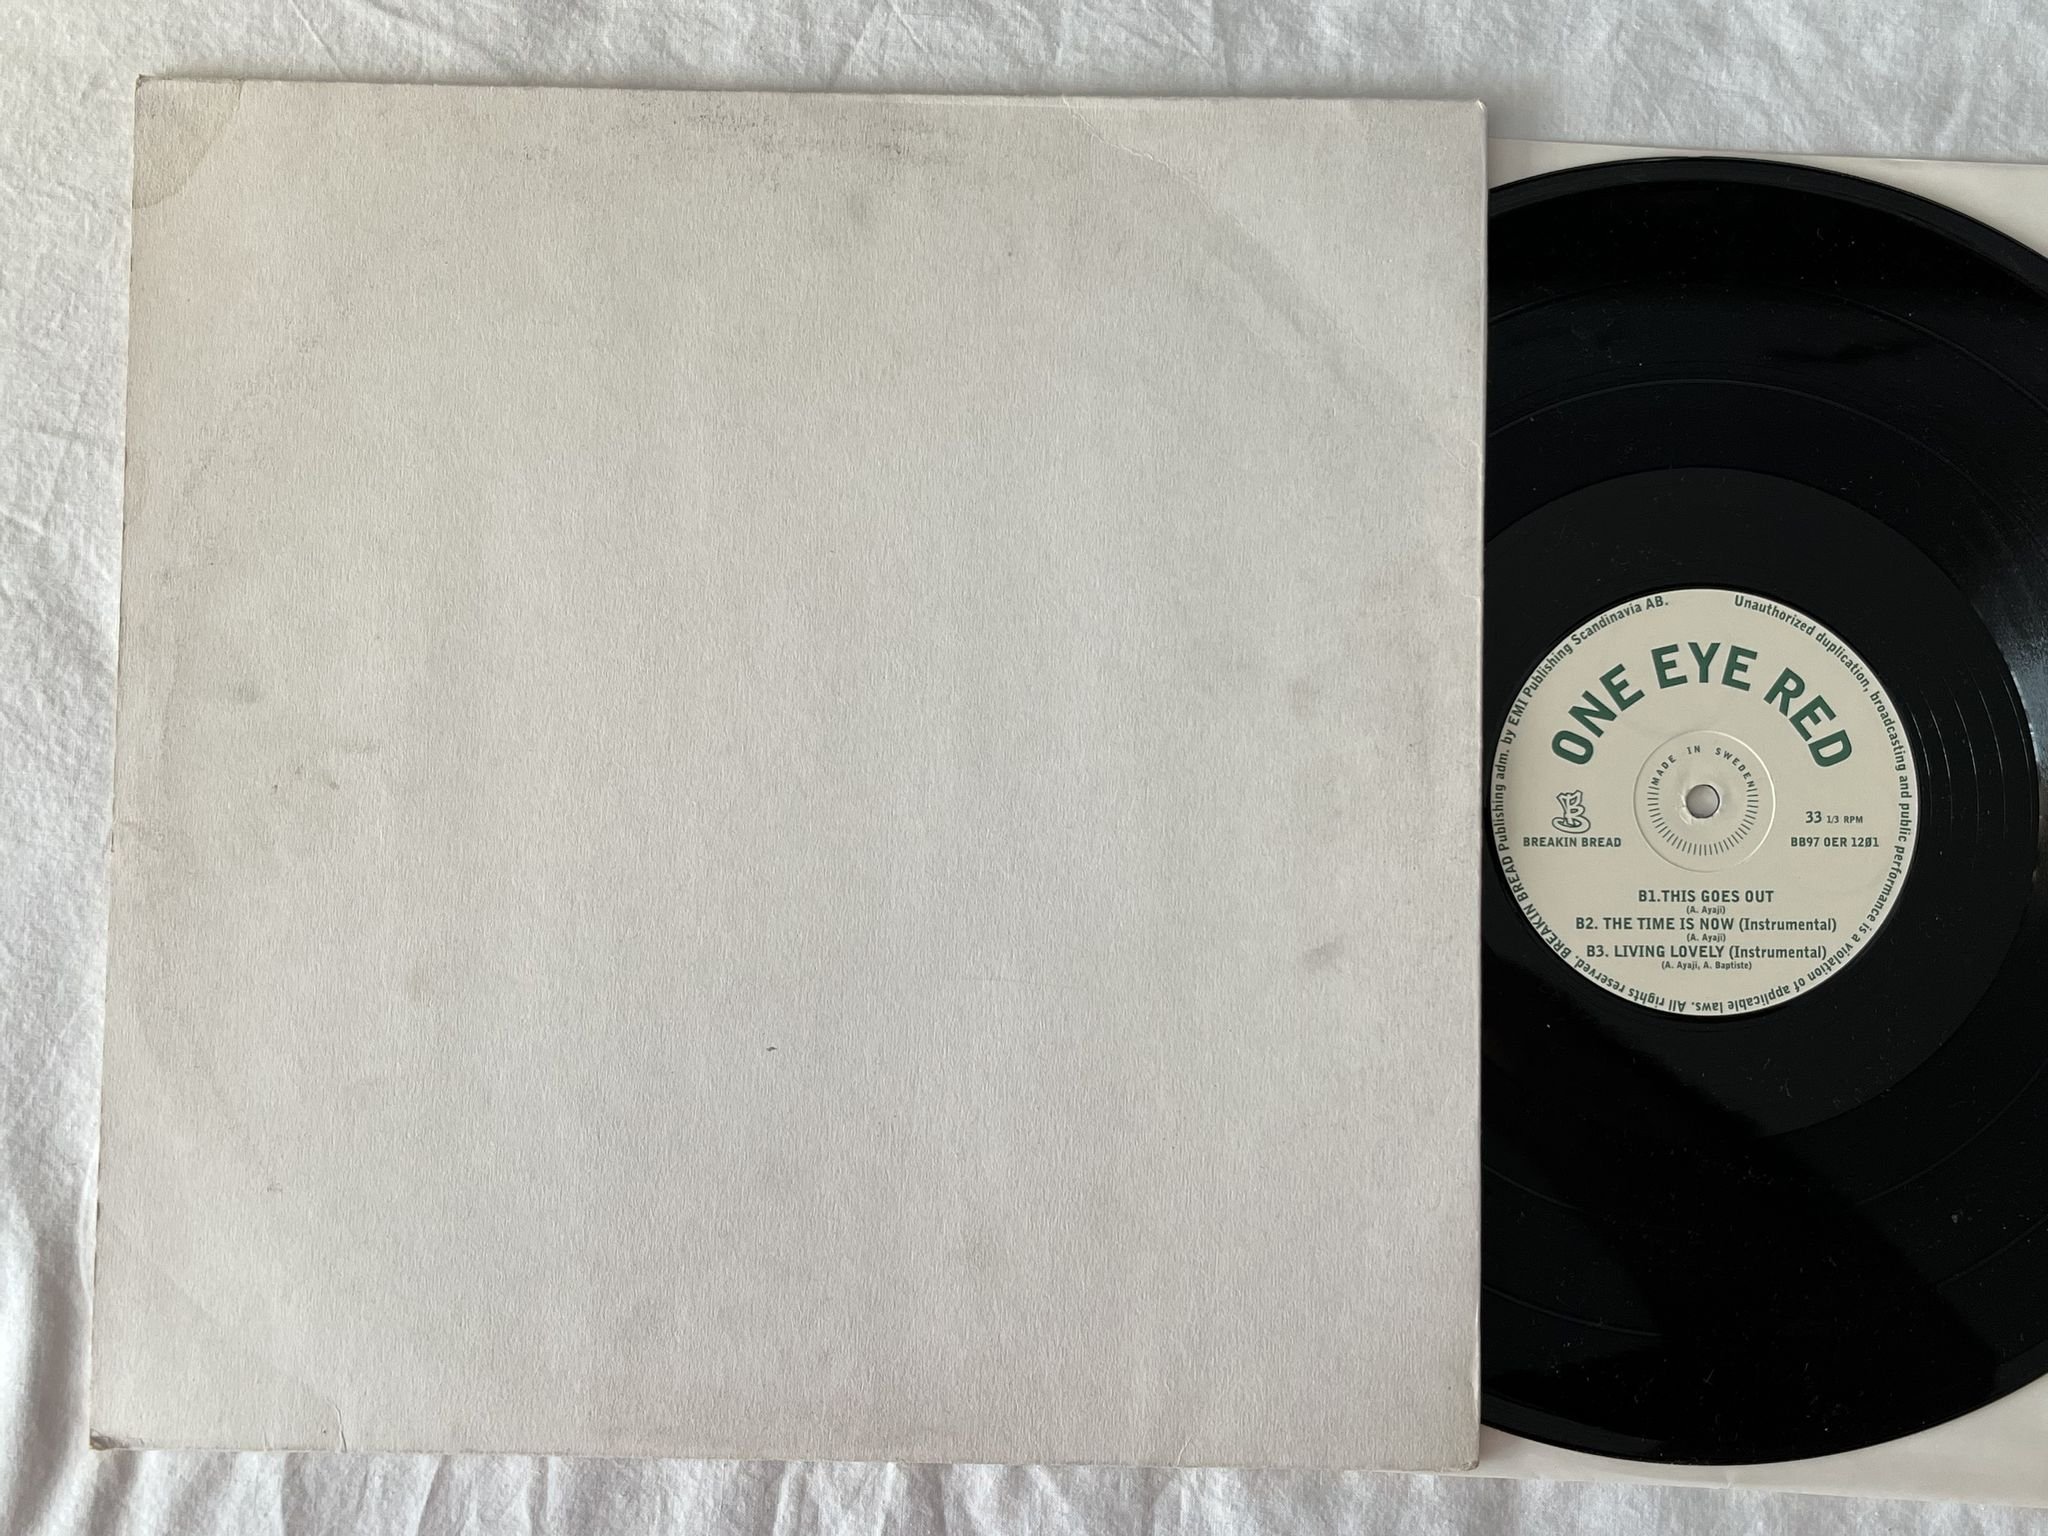 BREAKIN BREAD Publishing adm. by EMI Publishing Scandinavia AB. Unauthorized duplication, broadcasting and public performance is a violation of applicable laws. All rights reserved.
ONE EYE RED
MADE IN SWEDEN
B
BREAKIN BREAD
33 1/3 RPM
BB97 OER 12Ø1
B1.THIS GOES OUT
(A. Ayaji)
B2. THE TIME IS NOW (Instrumental)
(A. Ayaji)
B3. LIVING LOVELY (Instrumental)
(A. Ayaji, A. Baptiste)